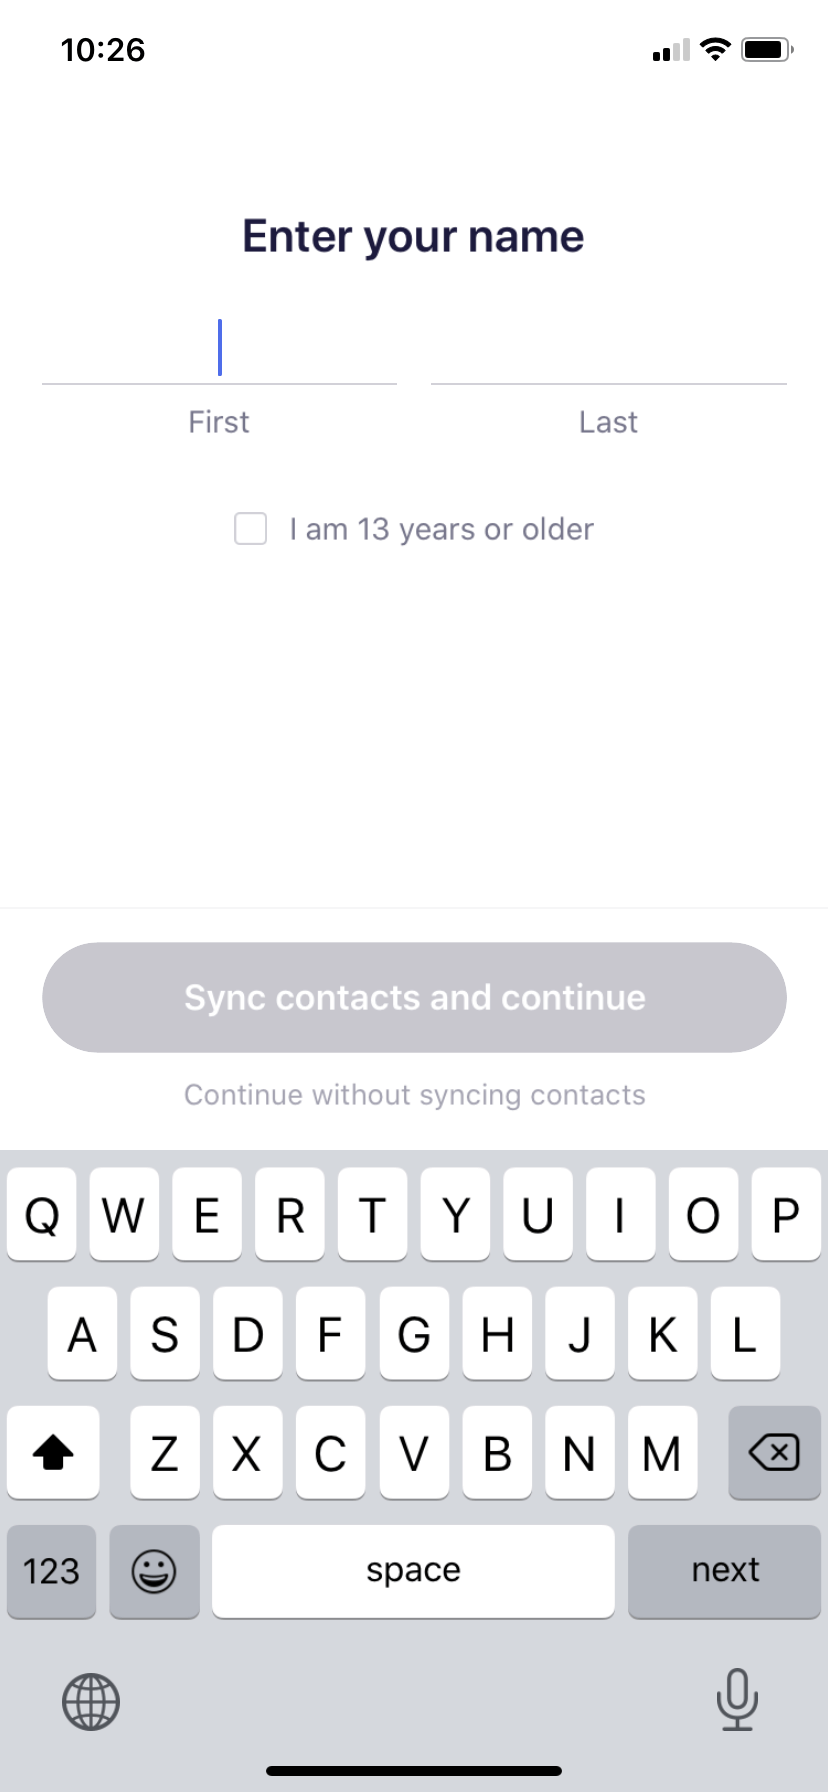 10:26
Enter your name
First Last
I am 13 years or older
Sync contacts and continue
Continue without syncing contacts
Q W E R T Y U I O P
A S D F G H J K L
Z X C V B N M
123 space next